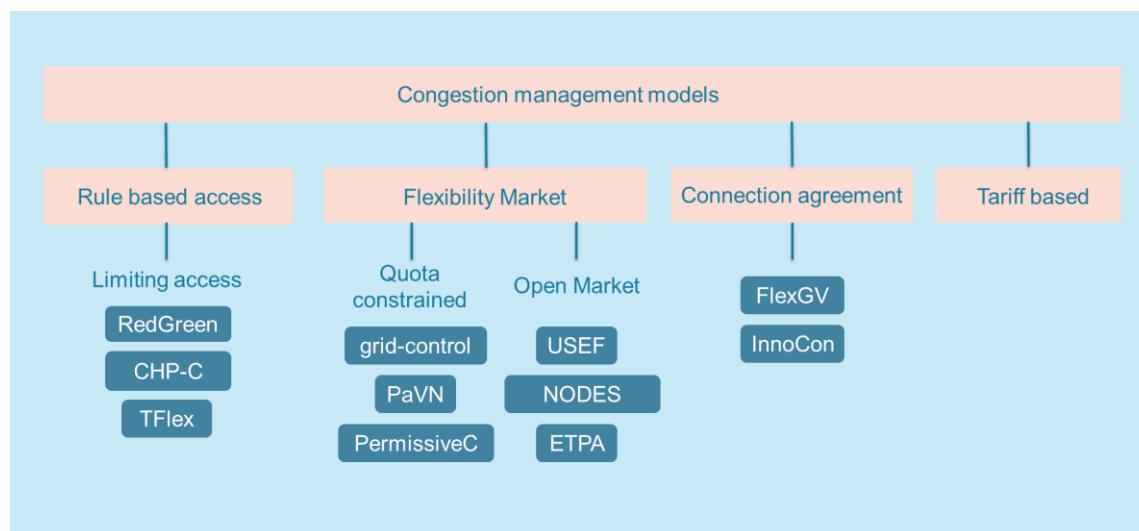 Congestion management models
Rule based access
Flexibility Market
Connection agreement
Tariff based
Limiting access
RedGreen
CHP-C
TFlex
Quota
constrained
grid-control
PaVN
PermissiveC
Open Market
USEF
NODES
ETPA
FlexGV
InnoCon